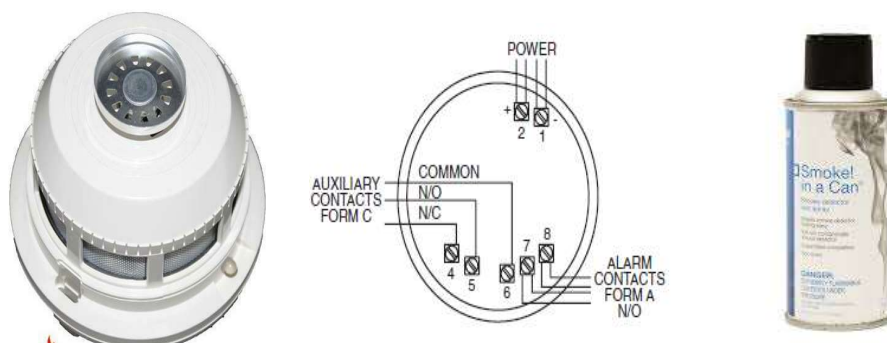 POWER
+ -
2 1
COMMON
AUXILIARY
CONTACTS
FORM C
N/O
N/C
4 5 6 7 8
ALARM
CONTACTS
FORM A
N/O
Smoke!
in a Can
DANGER: